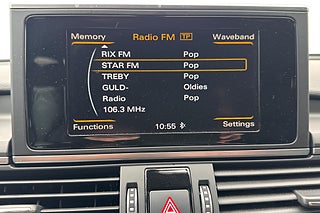 Memory Radio FM TP Waveband
RIX FM Pop
STAR FM Pop
TREBY Pop
GULD- Oldies
Radio Pop
106.3 MHz
Functions 10:55 Settings